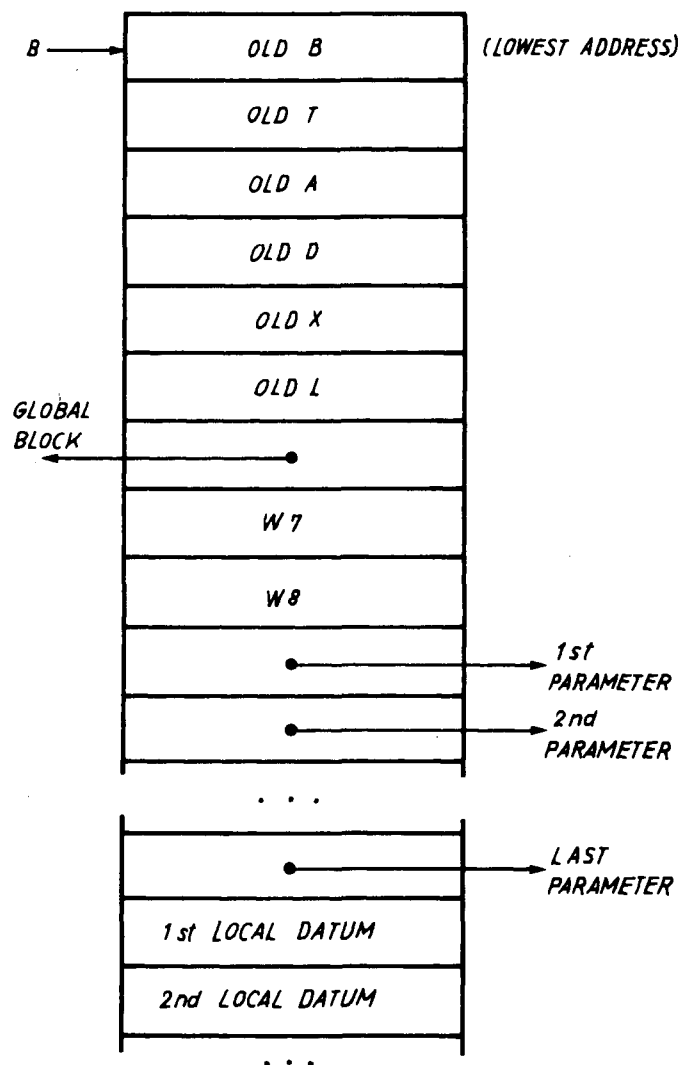 B
OLD B
(LOWEST ADDRESS)
OLD T
OLD A
OLD D
OLD X
OLD L
GLOBAL
BLOCK
W7
W8
1st
PARAMETER
2nd
PARAMETER
. . .
LAST
PARAMETER
1st LOCAL DATUM
2nd LOCAL DATUM
. . .